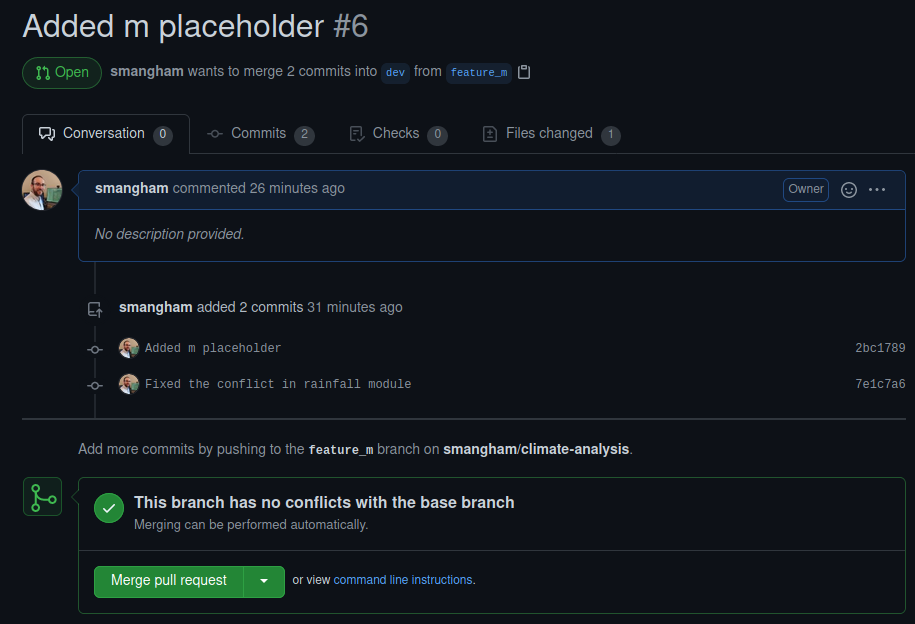 Added m placeholder #6
Open smangham wants to merge 2 commits into dev from feature_m
Conversation 0 Commits 2 Checks 0 Files changed 1
smangham commented 26 minutes ago Owner
No description provided.
smangham added 2 commits 31 minutes ago
Added m placeholder 2bc1789
Fixed the conflict in rainfall module 7e1c7a6
Add more commits by pushing to the feature_m branch on smangham/climate-analysis.
This branch has no conflicts with the base branch
Merging can be performed automatically.
Merge pull request or view command line instructions.